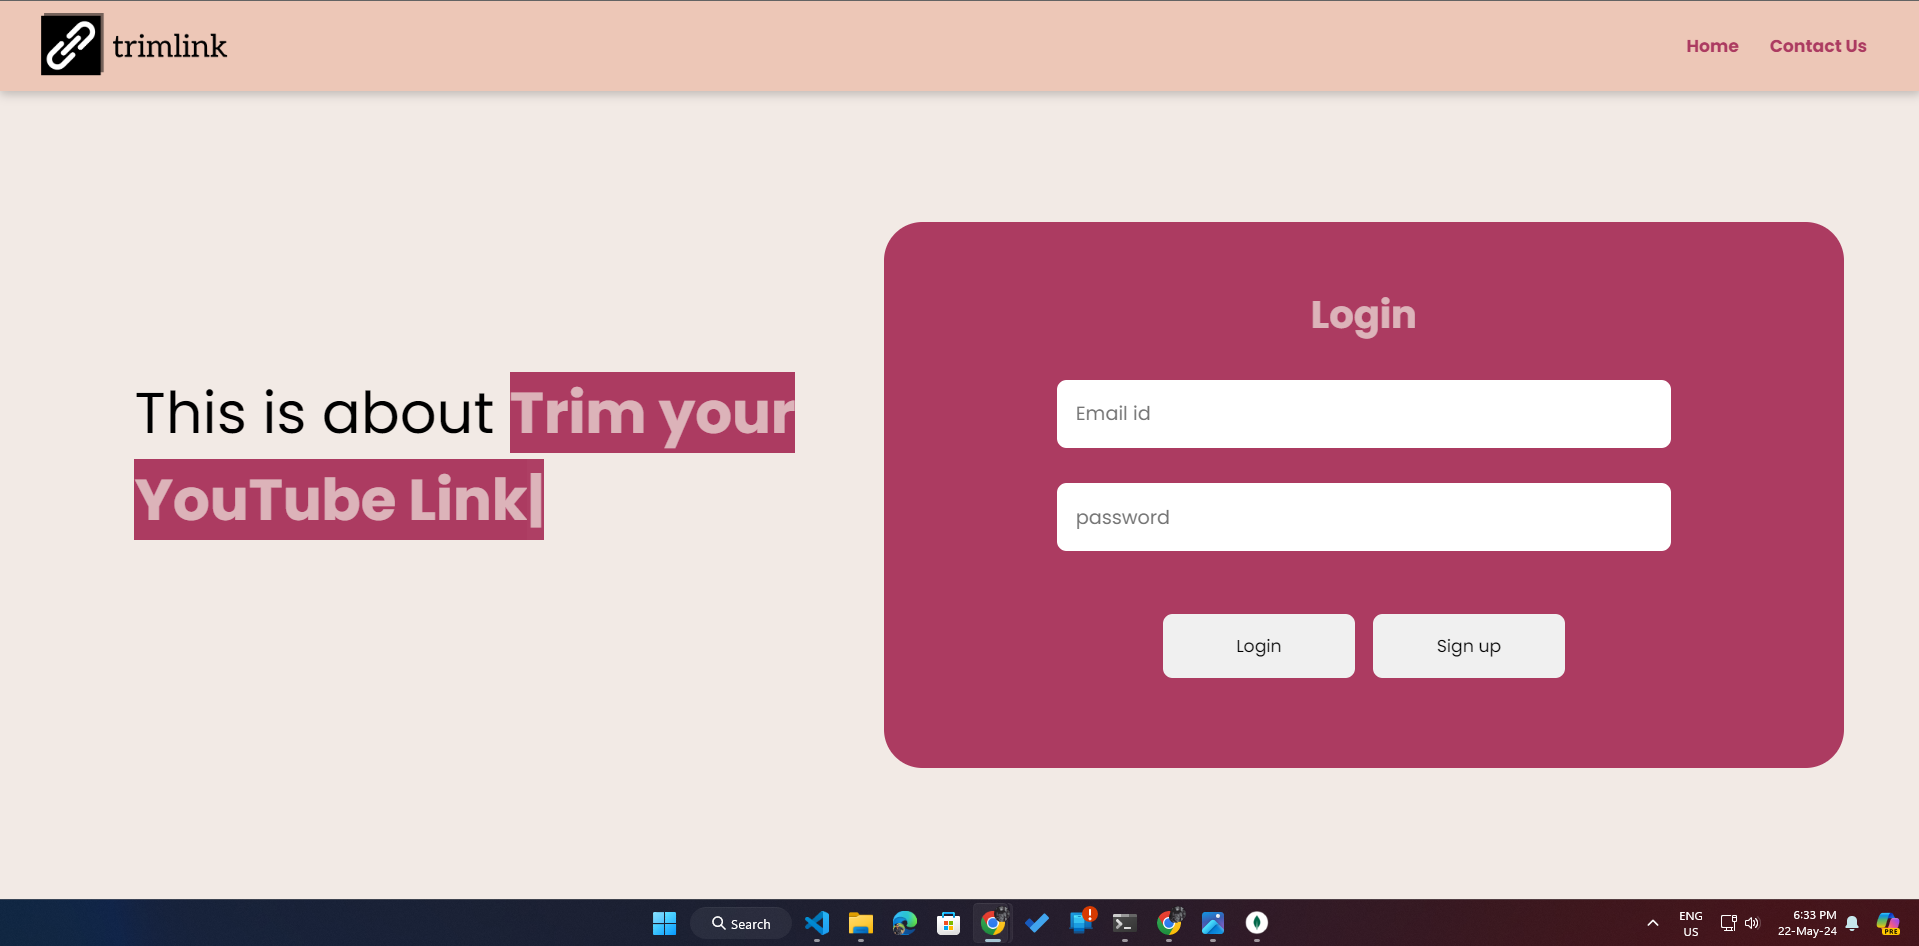 trimlink
Home
Contact Us
This is about Trim your
YouTube Link|
Login
Email id
password
Login
Sign up
Search
ENG
US
6:33 PM
22-May-24
PRE